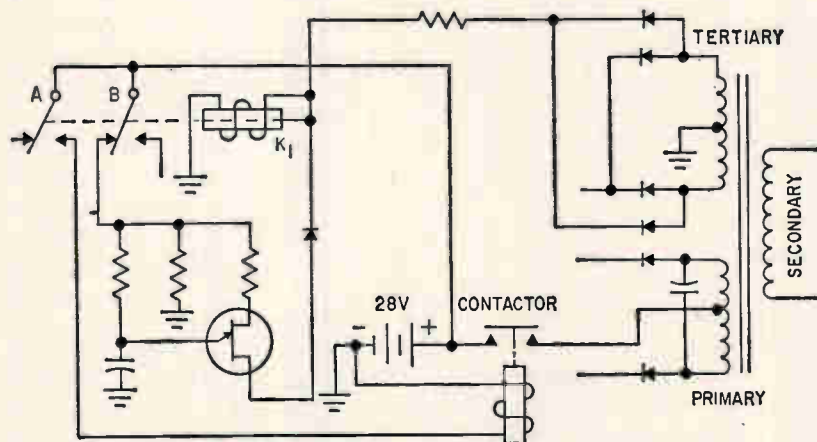 TERTIARY
A
B
K1
SECONDARY
28V
CONTACTOR
- +
PRIMARY